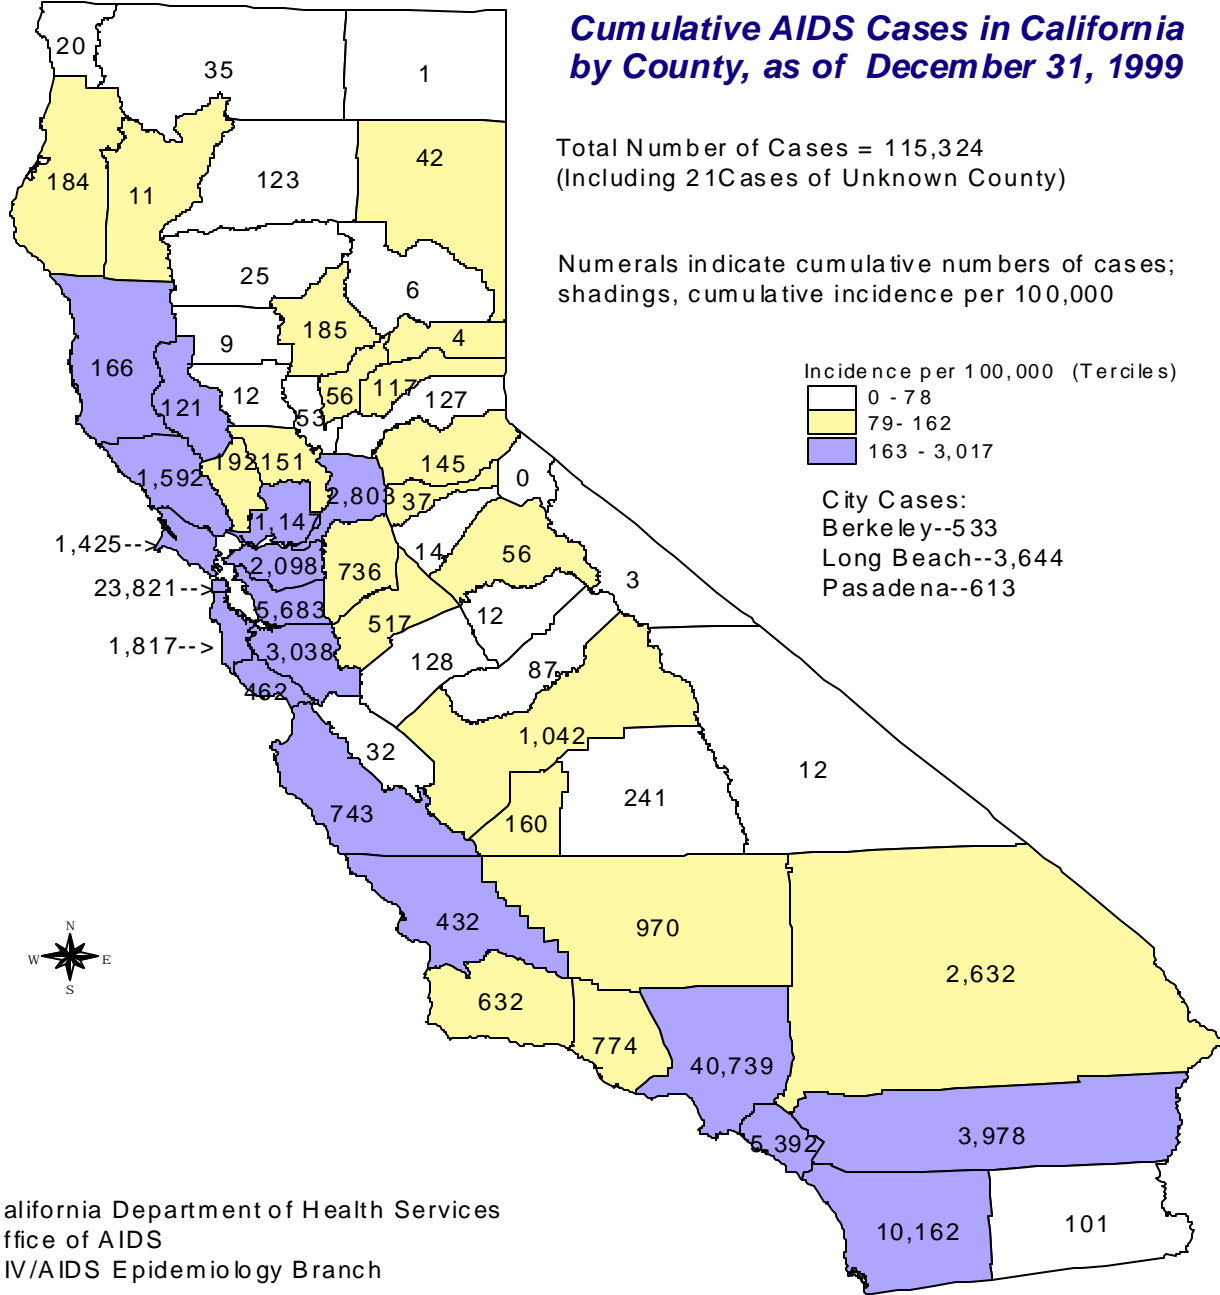 Cumulative AIDS Cases in California
by County, as of December 31, 1999
Total Number of Cases = 115,324
(Including 21Cases of Unknown County)
Numerals indicate cumulative numbers of cases;
shadings, cumulative incidence per 100,000
Incidence per 100,000 (Terciles)
0 - 78
79- 162
163 - 3,017
City Cases:
Berkeley--533
Long Beach--3,644
Pasadena--613
20
35
1
184
11
123
42
25
6
185
9
4
166
121
12
53
56
117
127
192
151
145
1,592
0
2,803
37
1,147
1,425-->
2,098
14
56
736
3
23,821-->
5,683
517
12
1,817-->
3,038
128
87
462
32
1,042
12
743
160
241
432
970
2,632
632
774
40,739
5,392
3,978
10,162
101
N
W
E
S
alifornia Department of Health Services
ffice of AIDS
IV/AIDS Epidemiology Branch